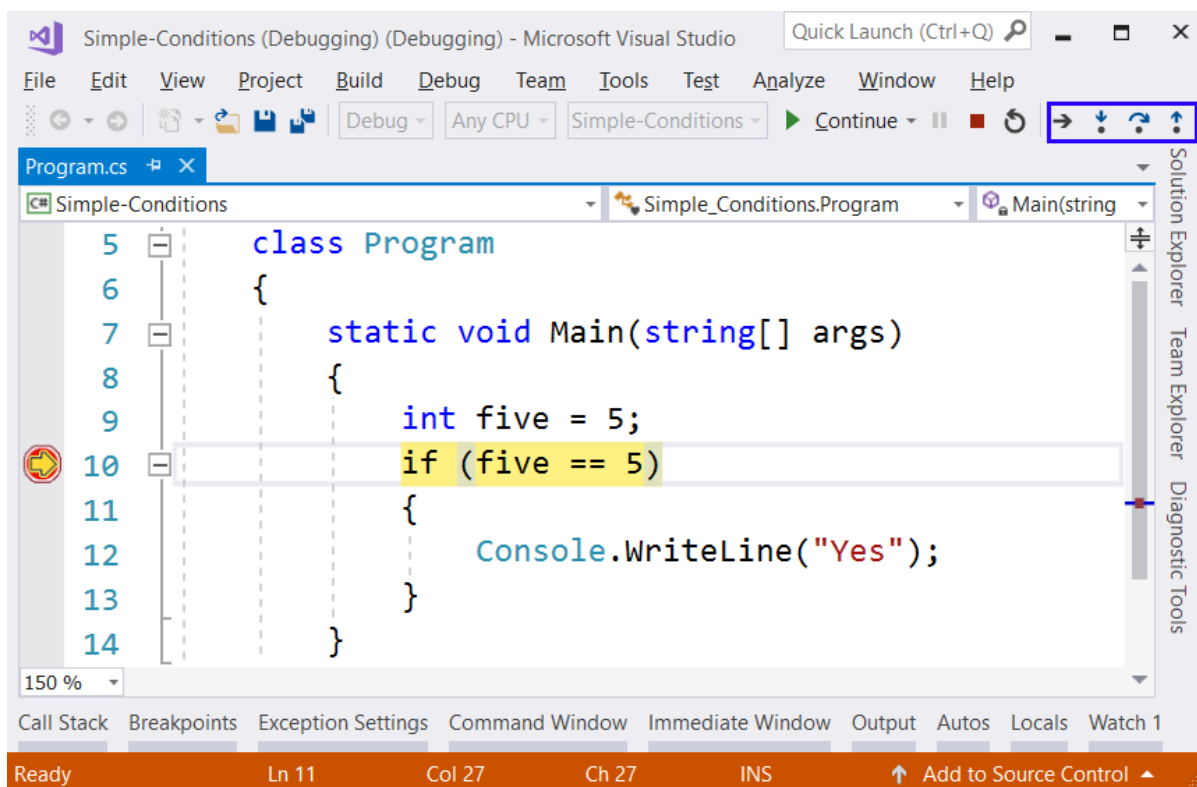 Simple-Conditions (Debugging) (Debugging) - Microsoft Visual Studio Quick Launch (Ctrl+Q)
File Edit View Project Build Debug Team Tools Test Analyze Window Help
Debug Any CPU Simple-Conditions Continue
Program.cs
C# Simple-Conditions Simple_Conditions.Program Main(string
5 class Program
6 {
7 static void Main(string[] args)
8 {
9 int five = 5;
10 if (five == 5)
11 {
12 Console.WriteLine("Yes");
13 }
14 }
150 %
Solution Explorer
Team Explorer
Diagnostic Tools
Call Stack Breakpoints Exception Settings Command Window Immediate Window Output Autos Locals Watch 1
Ready Ln 11 Col 27 Ch 27 INS Add to Source Control